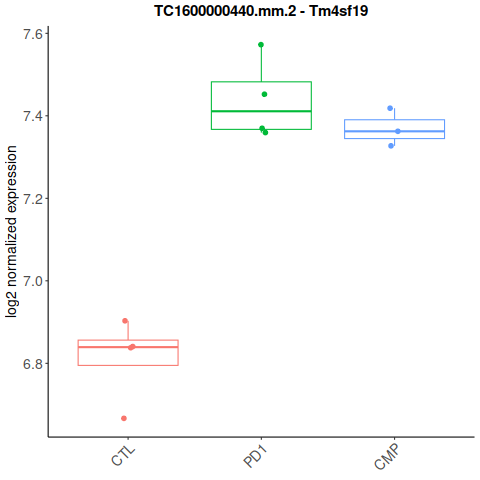 TC1600000440.mm.2 - Tm4sf19
log2 normalized expression
7.6
7.4
7.2
7.0
6.8
CTL
PD1
CMP